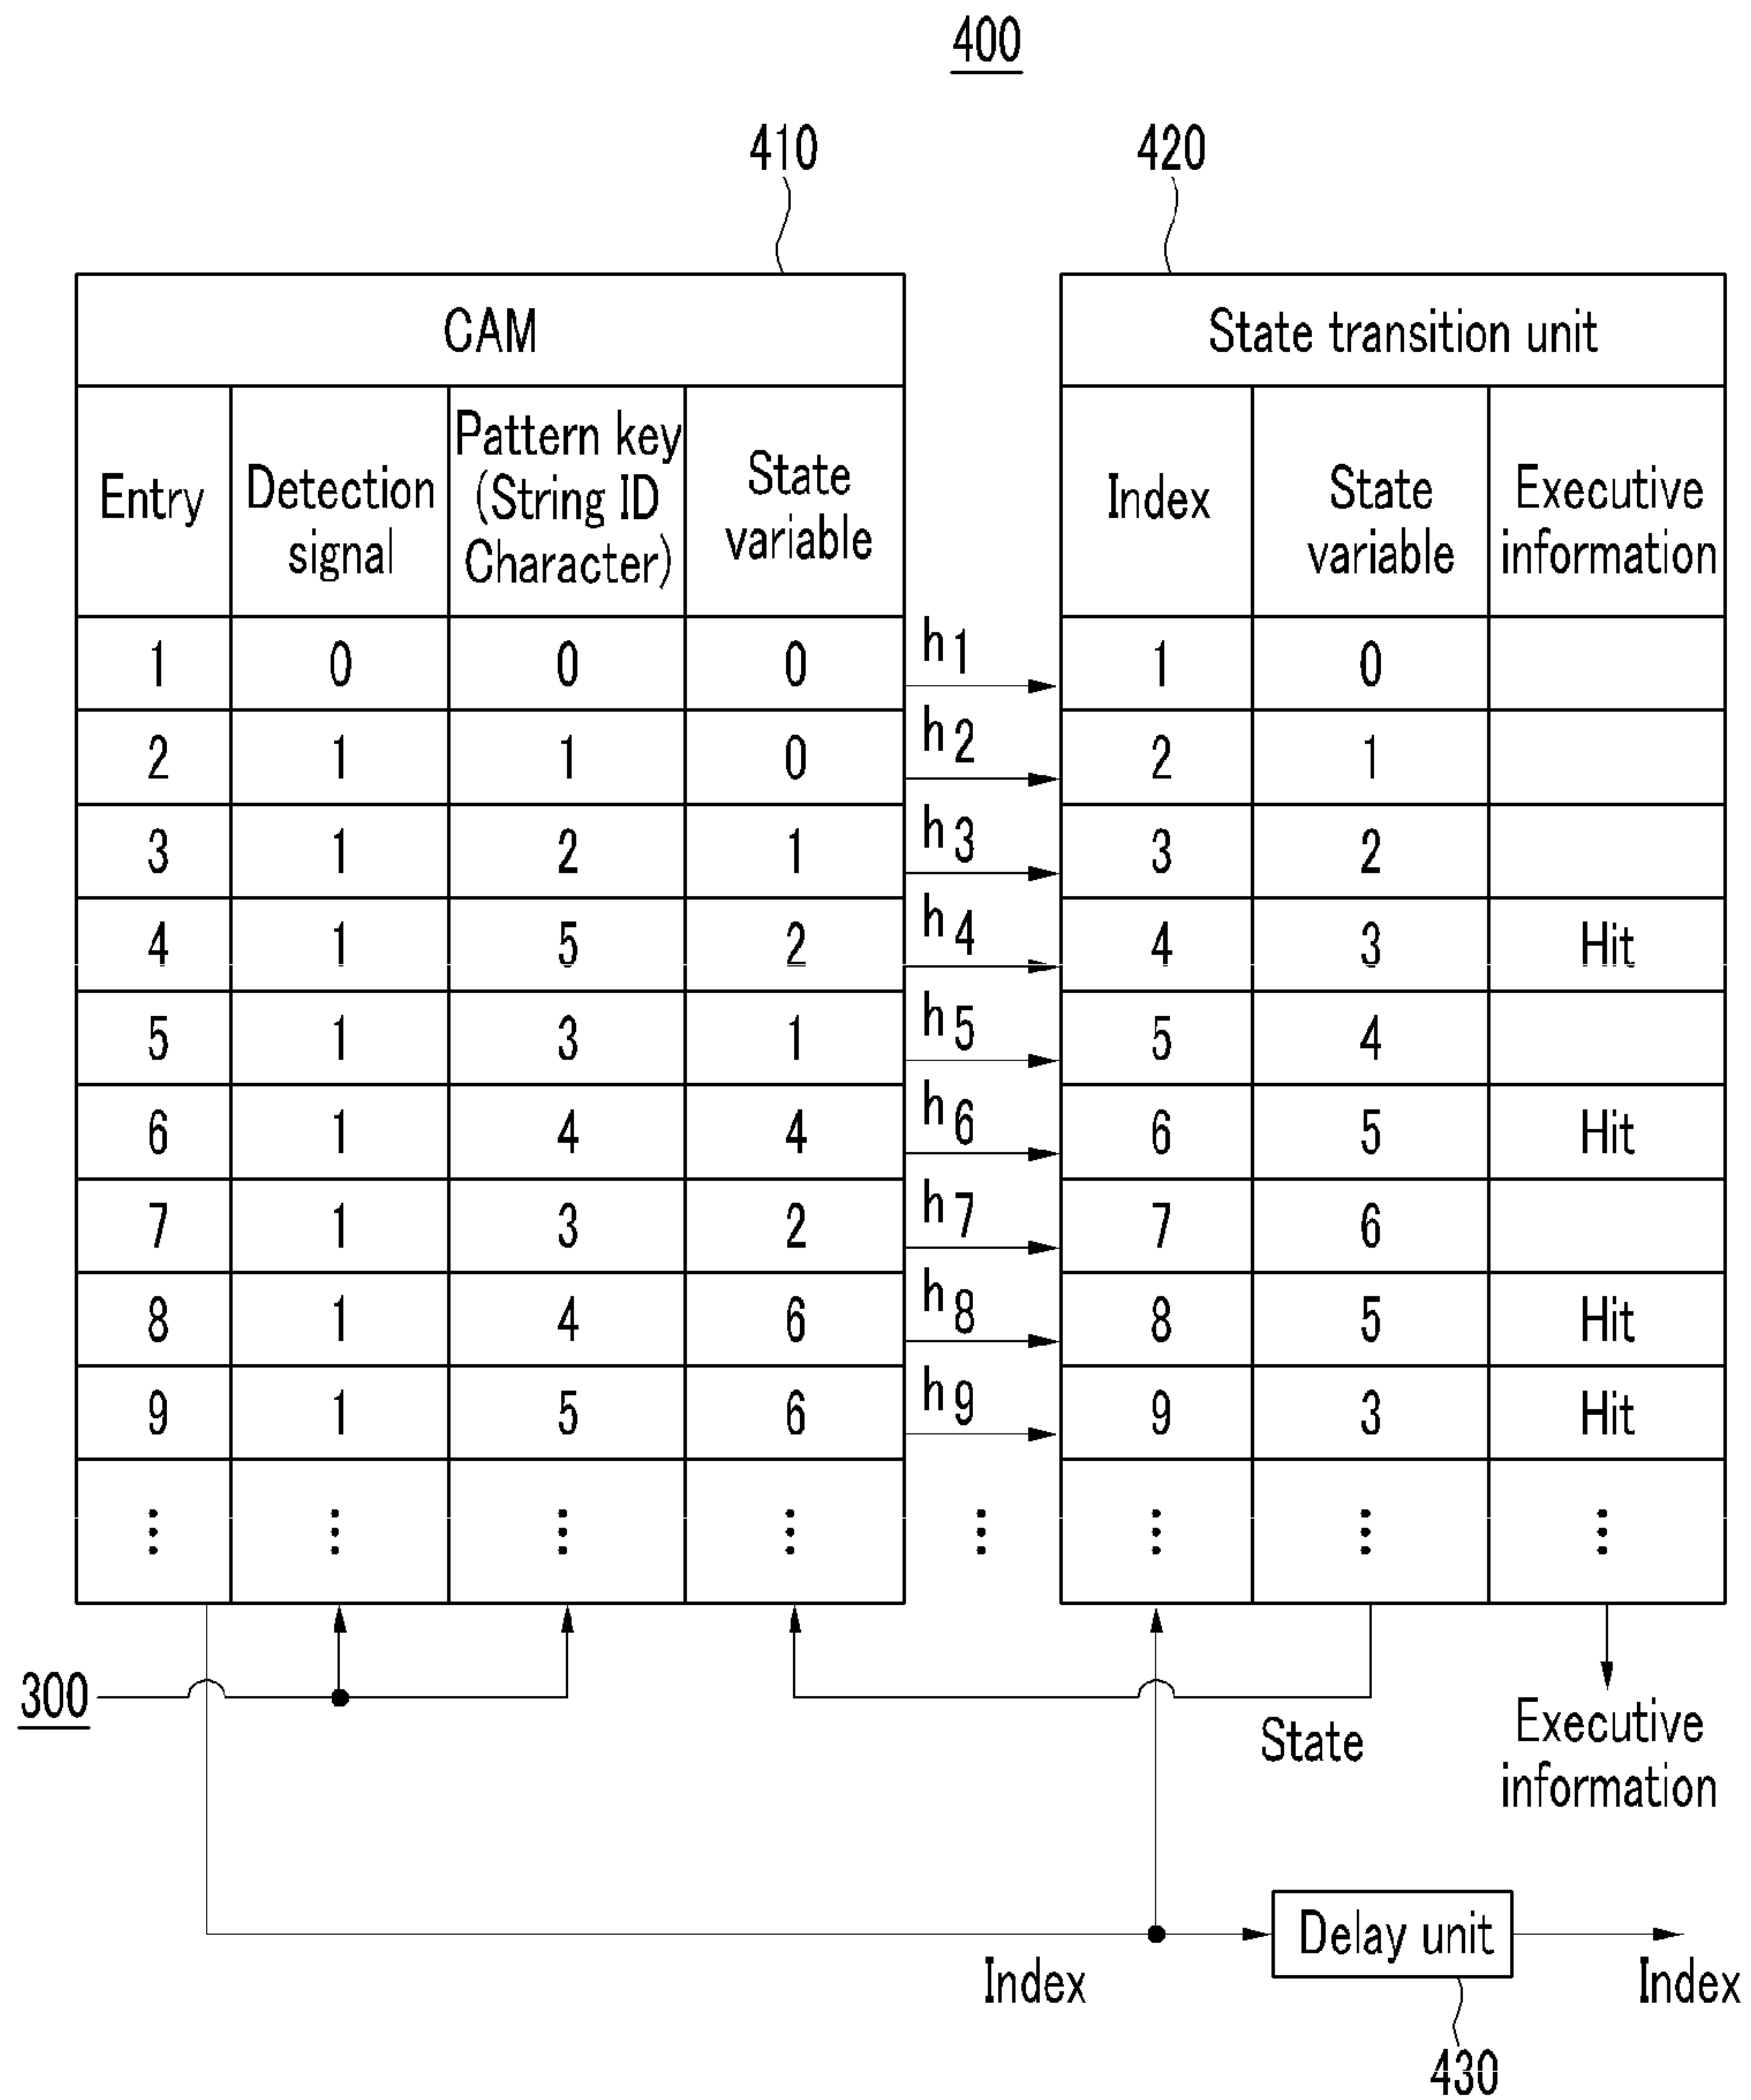 400
410
420
CAM
Entry
Detection
signal
Pattern key
(String ID
Character)
State
variable
1 0 0 0
2 1 1 0
3 1 2 1
4 1 5 2
5 1 3 1
6 1 4 4
7 1 3 2
8 1 4 6
9 1 5 6
h1
h2
h3
h4
h5
h6
h7
h8
h9
State transition unit
Index
State
variable
Executive
information
1 0
2 1
3 2
4 3 Hit
5 4
6 5 Hit
7 6
8 5 Hit
9 3 Hit
300
State
Executive
information
Index
Delay unit
Index
430